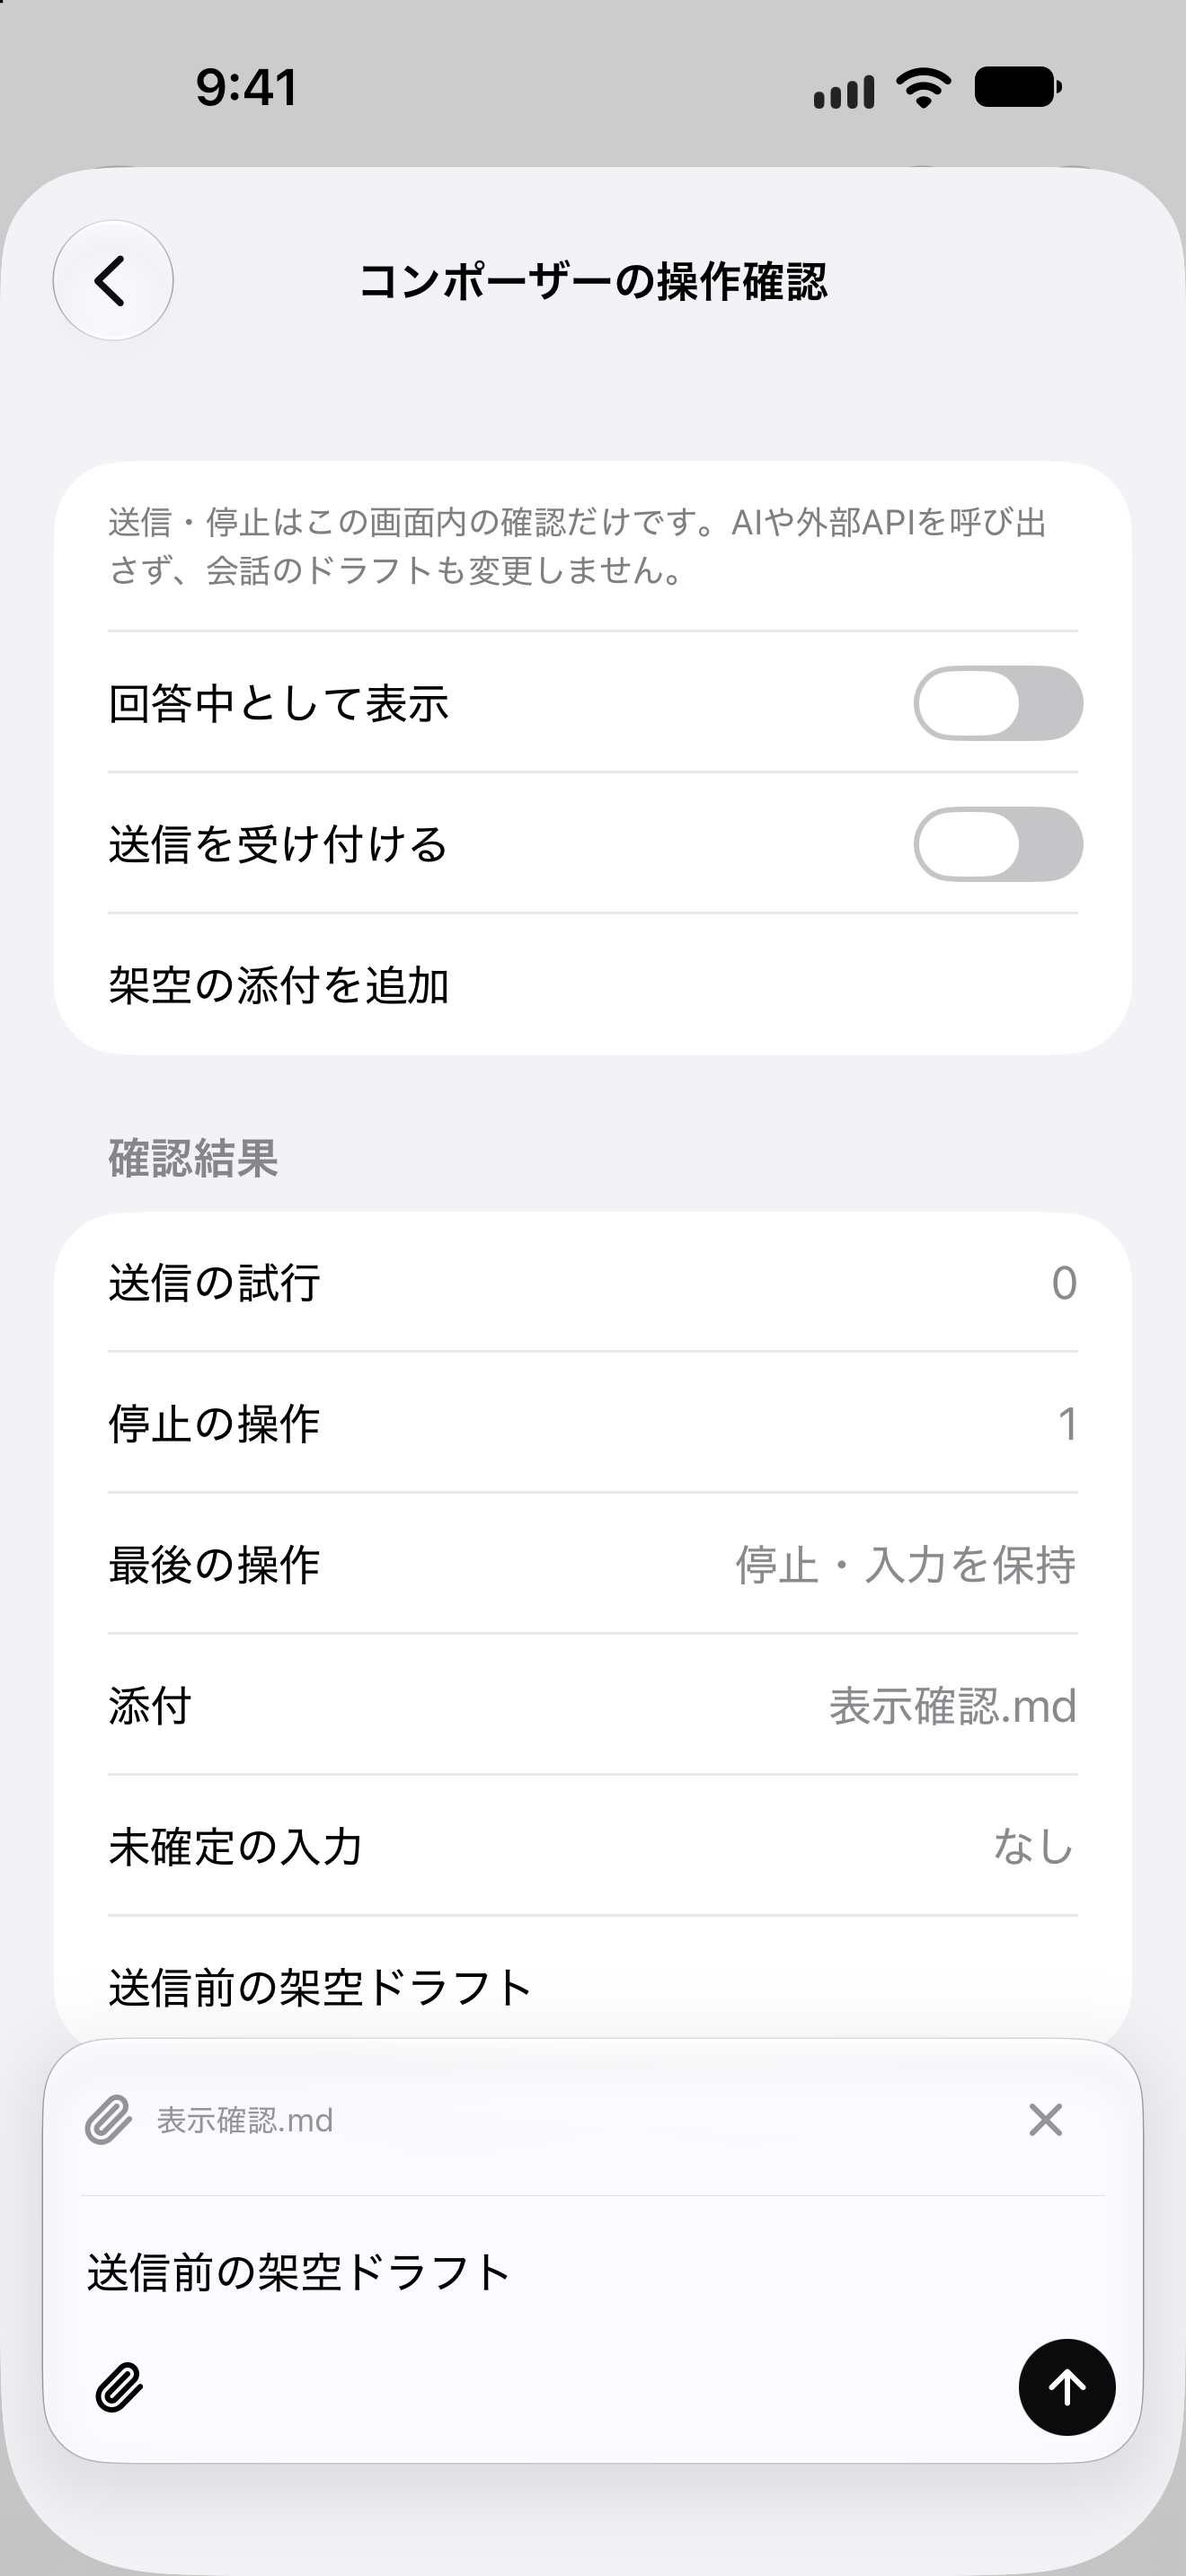 9:41
コンポーザーの操作確認
送信・停止はこの画面内の確認だけです。AIや外部APIを呼び出
さず、会話のドラフトも変更しません。
回答中として表示
送信を受け付ける
架空の添付を追加
確認結果
送信の試行 0
停止の操作 1
最後の操作 停止・入力を保持
添付 表示確認.md
未確定の入力 なし
送信前の架空ドラフト
表示確認.md
送信前の架空ドラフト